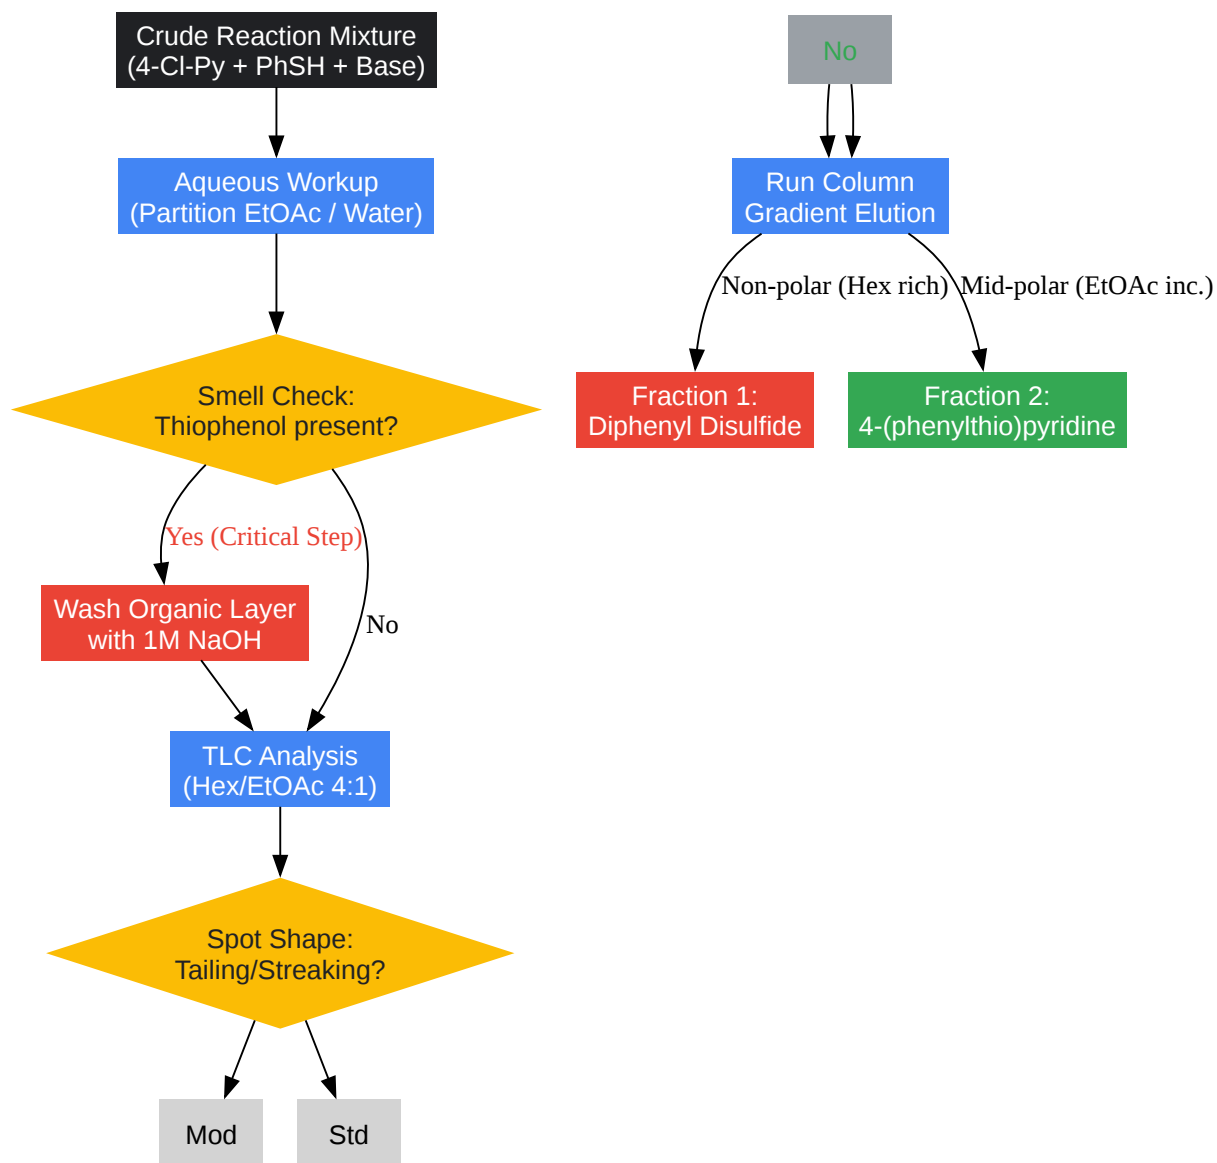 Crude Reaction Mixture
(4-Cl-Py + PhSH + Base)
Aqueous Workup
(Partition EtOAc / Water)
Smell Check:
Thiophenol present?
Yes (Critical Step)
Wash Organic Layer
with 1M NaOH
No
TLC Analysis
(Hex/EtOAc 4:1)
Spot Shape:
Tailing/Streaking?
Mod
Std
No
Run Column
Gradient Elution
Non-polar (Hex rich)
Mid-polar (EtOAc inc.)
Fraction 1:
Diphenyl Disulfide
Fraction 2:
4-(phenylthio)pyridine